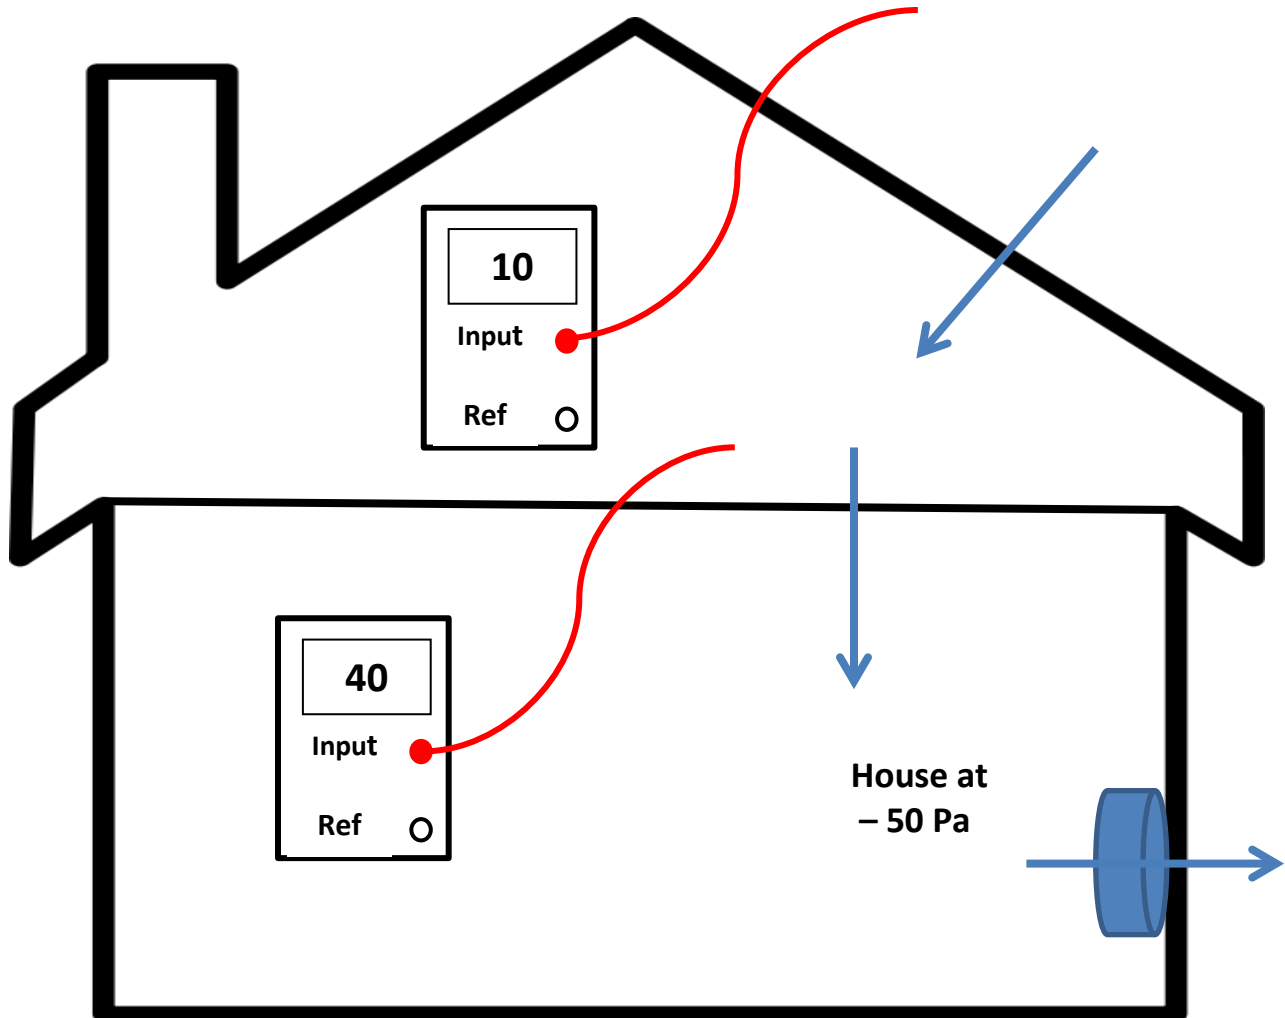 10
Input
Ref
40
Input
Ref
House at
– 50 Pa